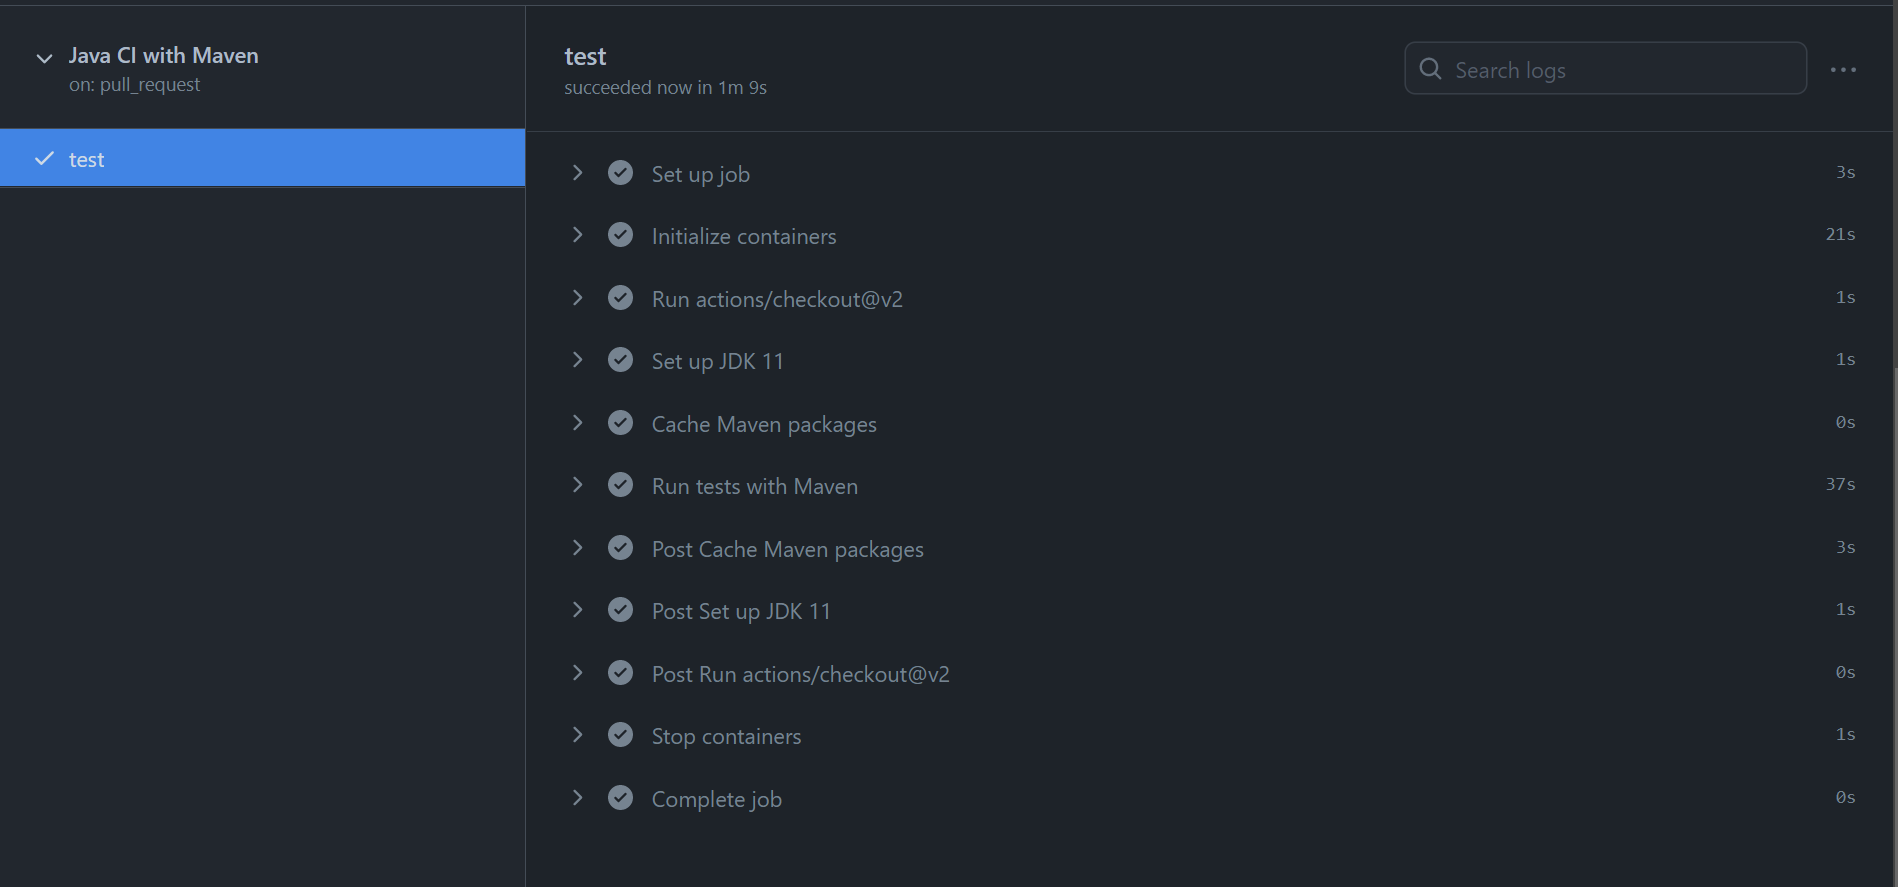 Java CI with Maven
on: pull_request
test
test
succeeded now in 1m 9s
Search logs
Set up job 3s
Initialize containers 21s
Run actions/checkout@v2 1s
Set up JDK 11 1s
Cache Maven packages 0s
Run tests with Maven 37s
Post Cache Maven packages 3s
Post Set up JDK 11 1s
Post Run actions/checkout@v2 0s
Stop containers 1s
Complete job 0s